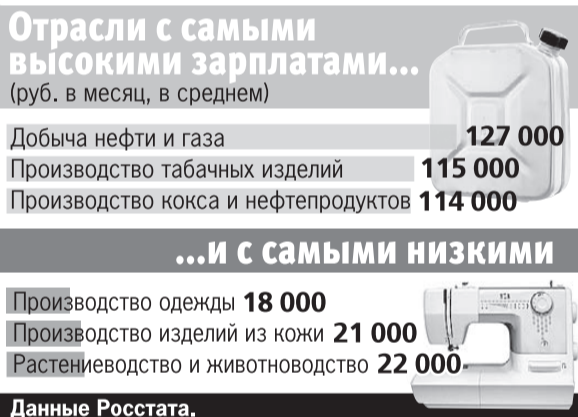 Отрасли с самыми
высокими зарплатами...
(руб. в месяц, в среднем)
Добыча нефти и газа 127 000
Производство табачных изделий 115 000
Производство кокса и нефтепродуктов 114 000
...и с самыми низкими
Производство одежды 18 000
Производство изделий из кожи 21 000
Растениеводство и животноводство 22 000
Данные Росстата.